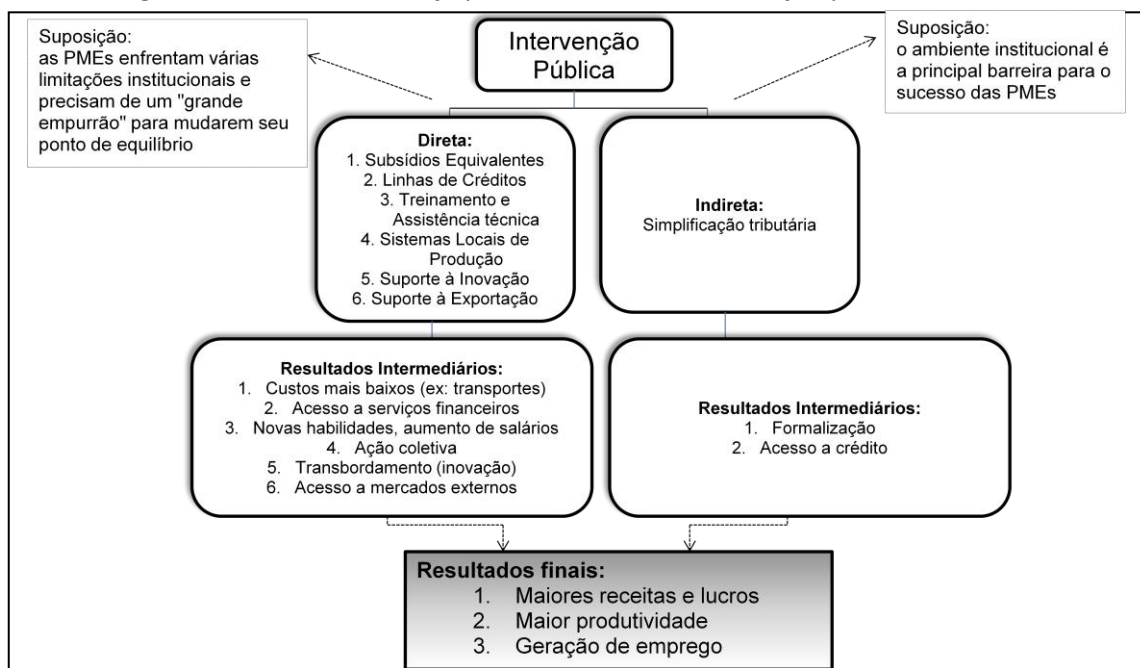 Suposição:
as PMEs enfrentam várias
limitações institucionais e
precisam de um "grande
empurrão" para mudarem seu
ponto de equilíbrio
Intervenção
Pública
Suposição:
o ambiente institucional é
a principal barreira para o
sucesso das PMEs
Direta:
1. Subsídios Equivalentes
2. Linhas de Créditos
3. Treinamento e
Assistência técnica
4. Sistemas Locais de
Produção
5. Suporte à Inovação
6. Suporte à Exportação
Indireta:
Simplificação tributária
Resultados Intermediários:
1. Custos mais baixos (ex: transportes)
2. Acesso a serviços financeiros
3. Novas habilidades, aumento de salários
4. Ação coletiva
5. Transbordamento (inovação)
6. Acesso a mercados externos
Resultados Intermediários:
1. Formalização
2. Acesso a crédito
Resultados finais:
1. Maiores receitas e lucros
2. Maior produtividade
3. Geração de emprego